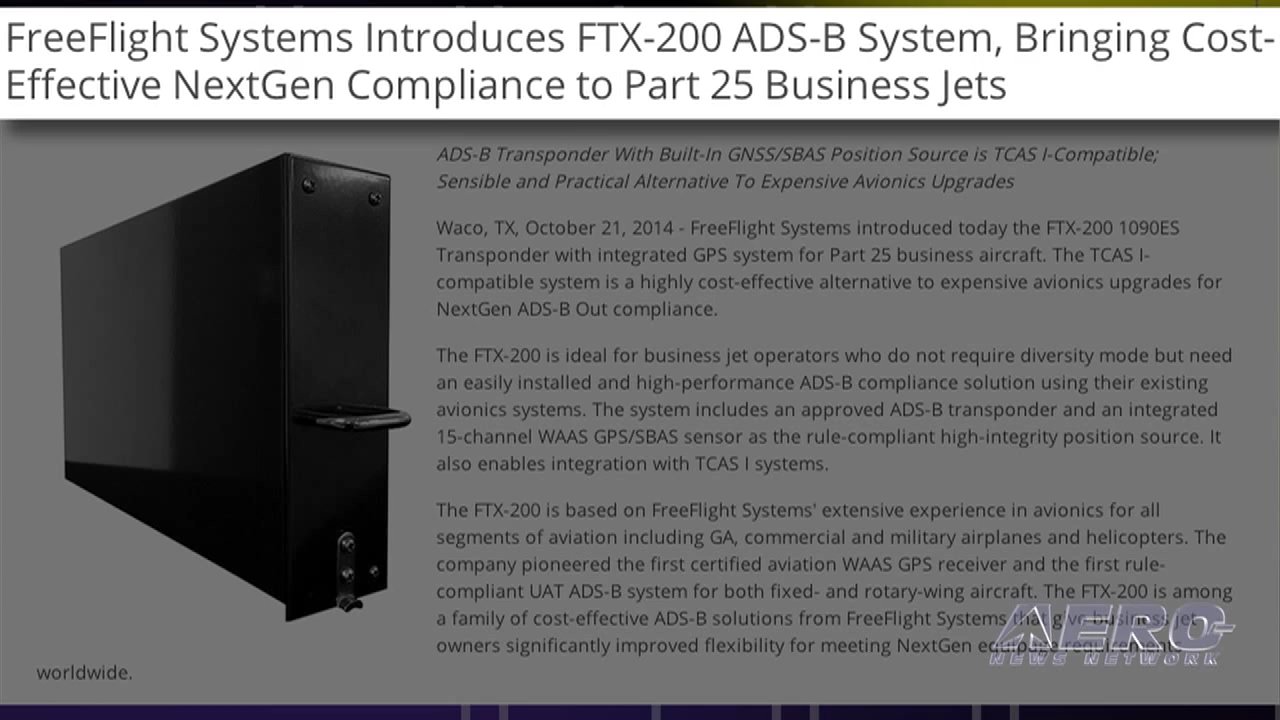 FreeFlight Systems Introduces FTX-200 ADS-B System, Bringing Cost-
Effective NextGen Compliance to Part 25 Business Jets
ADS-B Transponder With Built-In GNSS/SBAS Position Source is TCAS I-Compatible;
Sensible and Practical Alternative To Expensive Avionics Upgrades
Waco, TX, October 21, 2014 - FreeFlight Systems introduced today the FTX-200 1090ES
Transponder with integrated GPS system for Part 25 business aircraft. The TCAS I-
compatible system is a highly cost-effective alternative to expensive avionics upgrades for
NextGen ADS-B Out compliance.
The FTX-200 is ideal for business jet operators who do not require diversity mode but need
an easily installed and high-performance ADS-B compliance solution using their existing
avionics systems. The system includes an approved ADS-B transponder and an integrated
15-channel WAAS GPS/SBAS sensor as the rule-compliant high-integrity position source. It
also enables integration with TCAS I systems.
The FTX-200 is based on FreeFlight Systems' extensive experience in avionics for all
segments of aviation including GA, commercial and military airplanes and helicopters. The
company pioneered the first certified aviation WAAS GPS receiver and the first rule-
compliant UAT ADS-B system for both fixed- and rotary-wing aircraft. The FTX-200 is among
a family of cost-effective ADS-B solutions from FreeFlight Systems that give business jet
owners significantly improved flexibility for meeting NextGen equipage requirements
worldwide.
AERO-
NEWS NETWORK